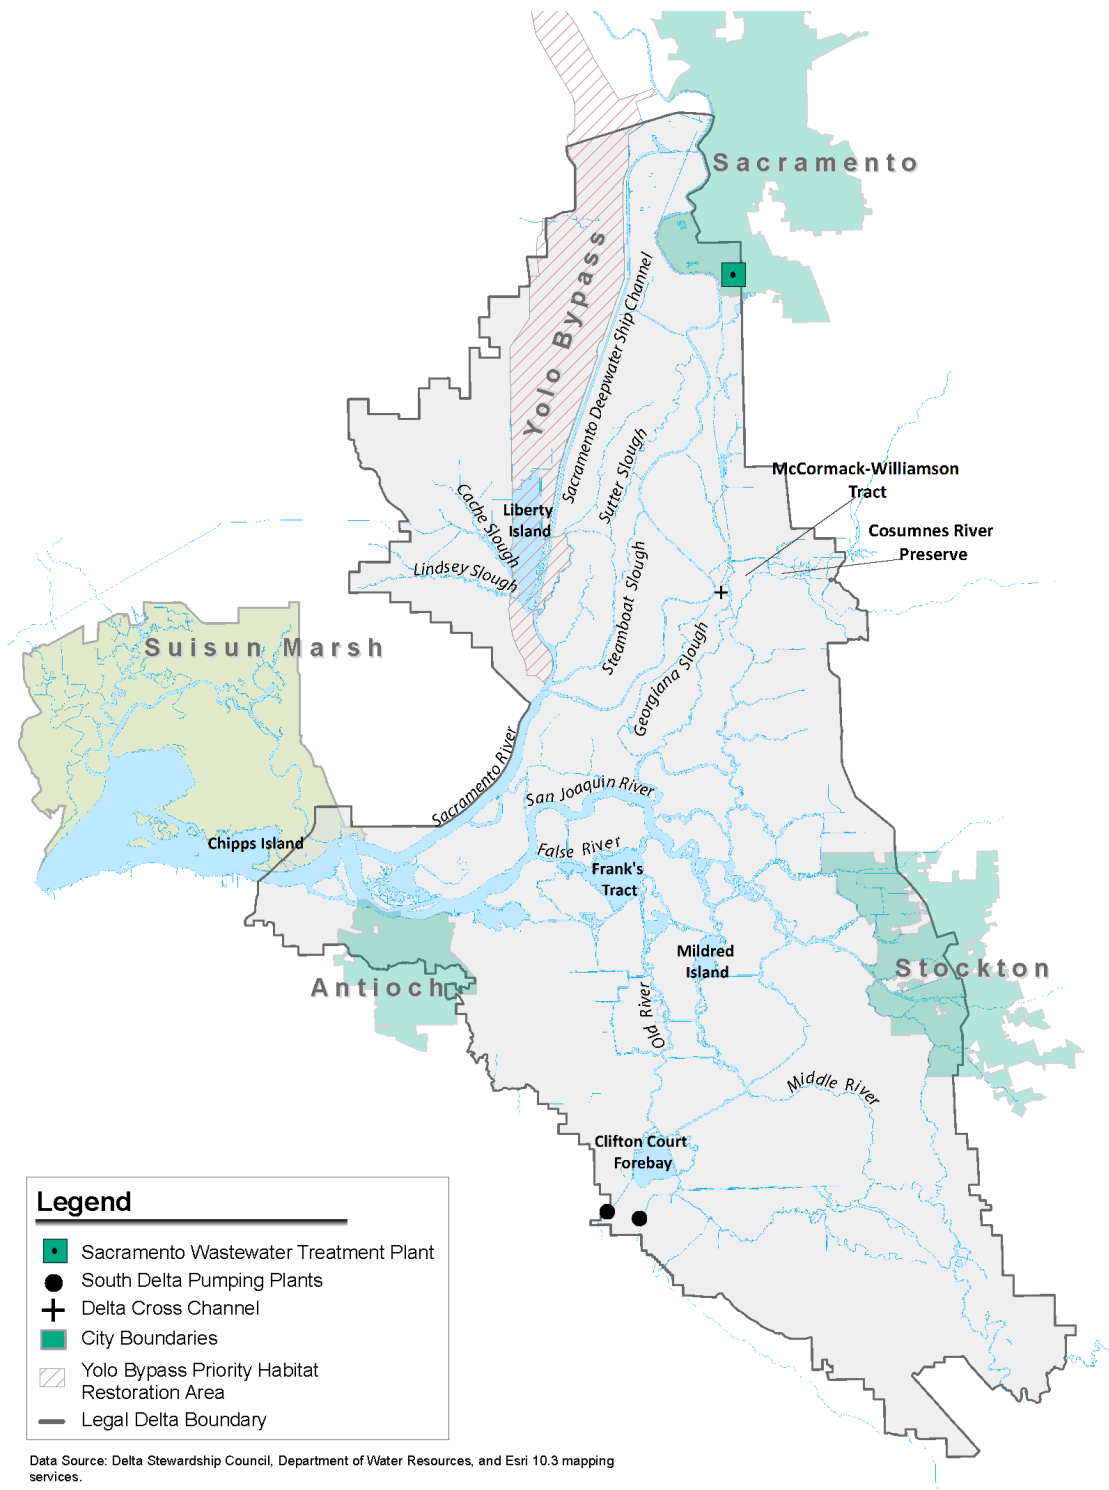 Sacramento
Yolo Bypass
Sacramento Deepwater Ship Channel
Sutter Slough
McCormack-Williamson
Tract
Cache Slough
Liberty
Island
Cosumnes River
Preserve
Lindsey Slough
Steamboat Slough
Georgiana Slough
Suisun Marsh
Sacramento River
San Joaquin River
Chipps Island
False River
Frank's
Tract
Mildred
Island
Stockton
Antioch
Old River
Middle River
Clifton Court
Forebay
Legend
Sacramento Wastewater Treatment Plant
South Delta Pumping Plants
Delta Cross Channel
City Boundaries
Yolo Bypass Priority Habitat
Restoration Area
Legal Delta Boundary
Data Source: Delta Stewardship Council, Department of Water Resources, and Esri 10.3 mapping
services.